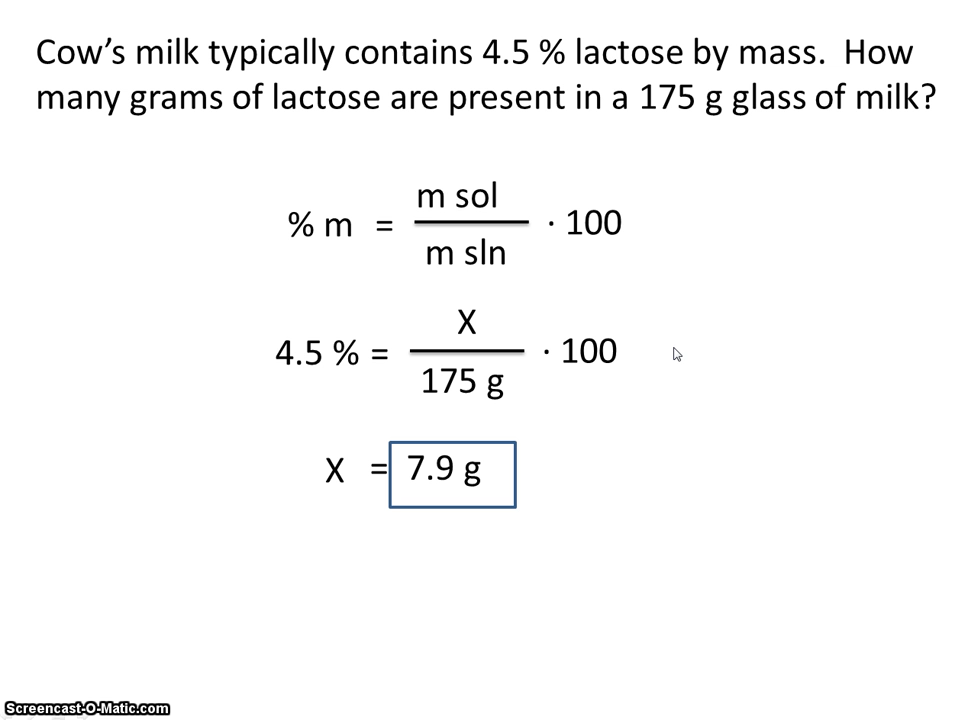 Cow’s milk typically contains 4.5 % lactose by mass.  How
many grams of lactose are present in a 175 g glass of milk?
m sol
% m = · 100
m sln
X
4.5 % = · 100
175 g
X = 7.9 g
Screencast-O-Matic.com